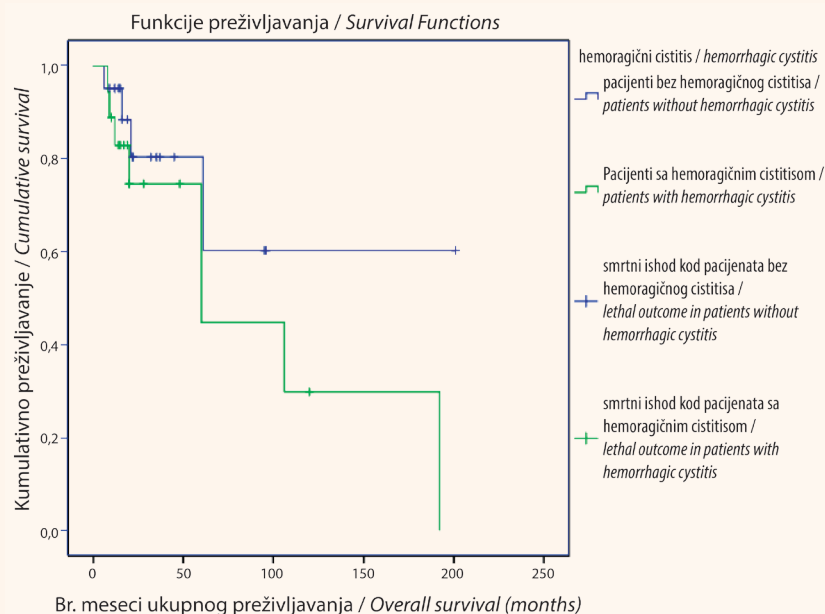 Funkcije preživljavanja / Survival Functions
Kumulativno preživljavanje / Cumulative survival
1,0
0,8
0,6
0,4
0,2
0,0
0
50
100
150
200
250
Br. meseci ukupnog preživljavanja / Overall survival (months)
hemoragični cistitis / hemorrhagic cystitis
pacijenti bez hemoragičnog cistitisa /
patients without hemorrhagic cystitis
Pacijenti sa hemoragičnim cistitisom /
patients with hemorrhagic cystitis
smrtni ishod kod pacijenata bez
hemoragičnog cistitisa /
lethal outcome in patients without
hemorrhagic cystitis
smrtni ishod kod pacijenata sa
hemoragičnim cistitisom /
lethal outcome in patients with
hemorrhagic cystitis